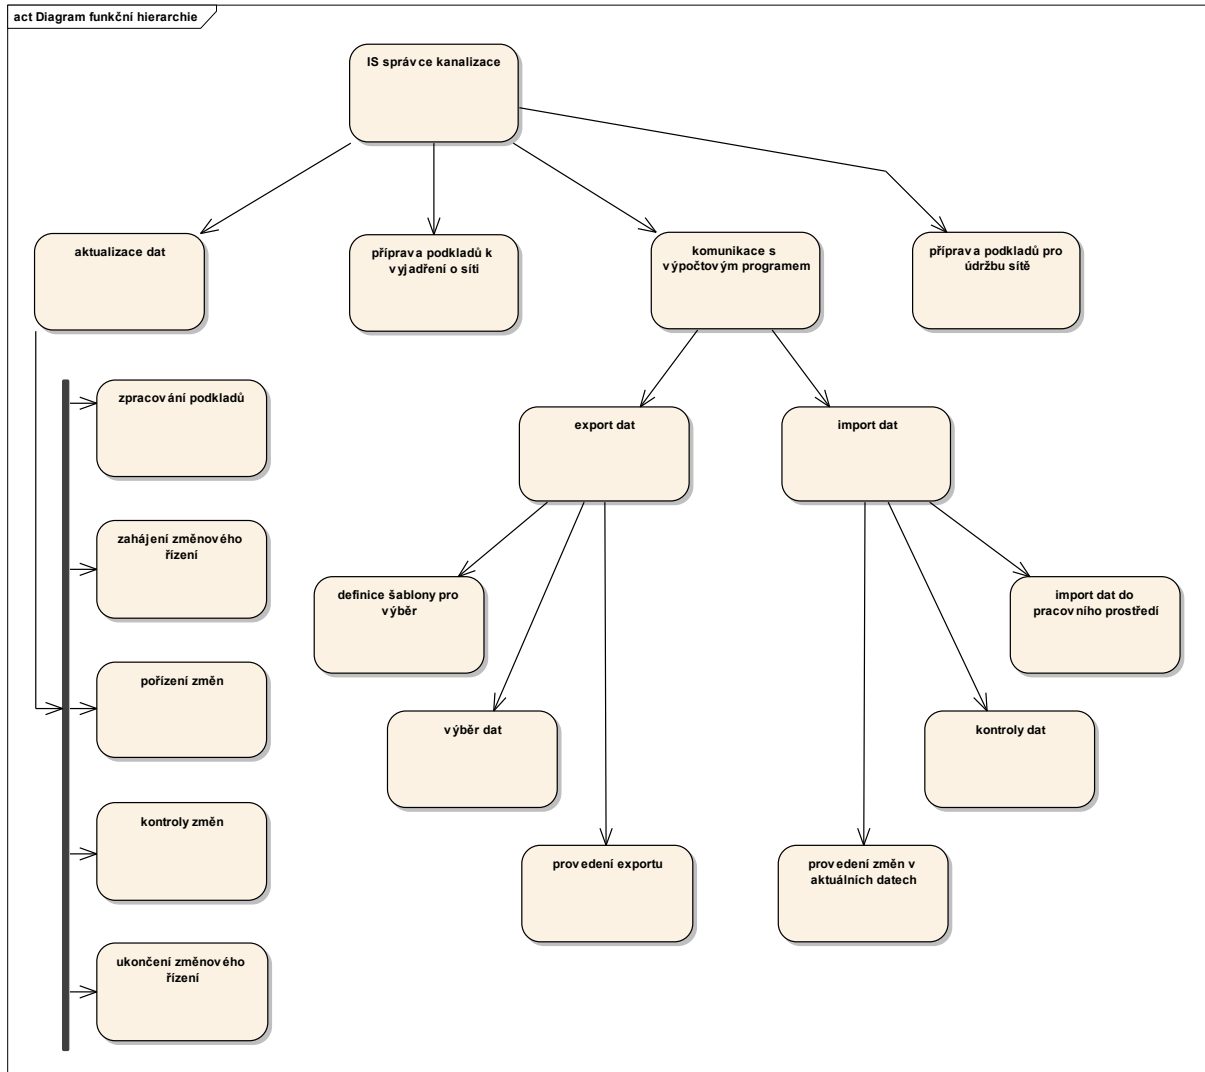 act Diagram funkční hierarchie
IS správce kanalizace
aktualizace dat
příprava podkladů k
vyjadření o síti
komunikace s
výpočtovým programem
příprava podkladů pro
údržbu sítě
zpracování podkladů
export dat
import dat
zahájení změnového
řízení
definice šablony pro
výběr
import dat do
pracovního prostředí
pořízení změn
výběr dat
kontroly dat
kontroly změn
provedení exportu
provedení změn v
aktuálních datech
ukončení změnového
řízení